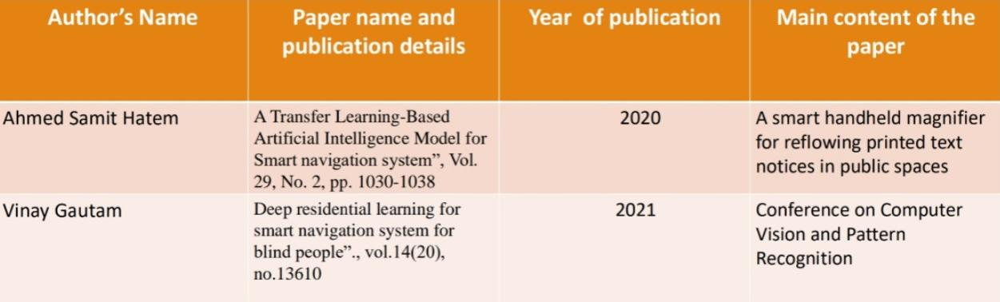 Author’s Name
Paper name and
publication details
Year  of publication
Main content of the
paper
Ahmed Samit Hatem
A Transfer Learning-Based
Artificial Intelligence Model for
Smart navigation system”, Vol.
29, No. 2, pp. 1030-1038
2020
A smart handheld magnifier
for reflowing printed text
notices in public spaces
Vinay Gautam
Deep residential learning for
smart navigation system for
blind people”., vol.14(20),
no.13610
2021
Conference on Computer
Vision and Pattern
Recognition